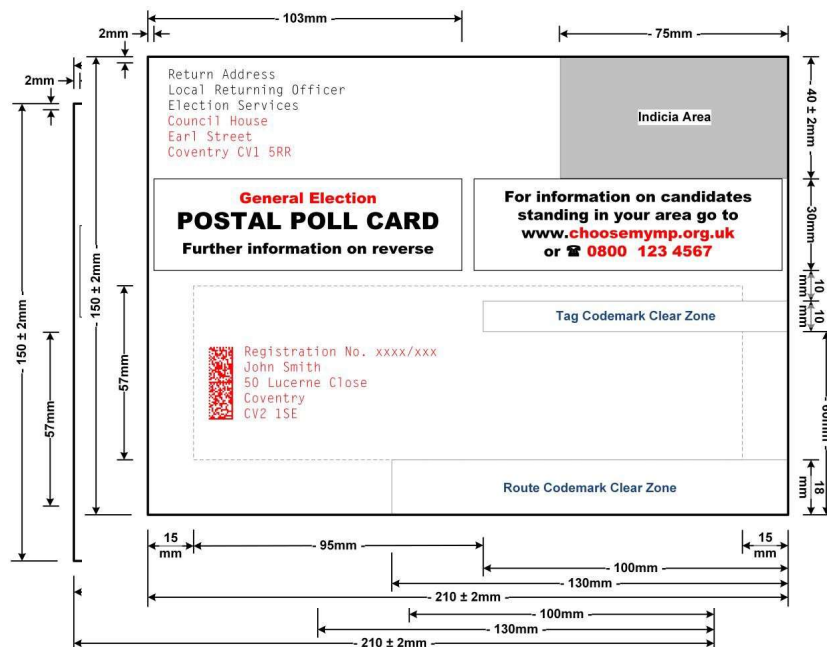 103mm
2mm
75mm
2mm
Return Address
Local Returning Officer
Election Services
Council House
Earl Street
Coventry CV1 5RR
Indicia Area
40 ± 2mm
General Election
POSTAL POLL CARD
Further information on reverse
For information on candidates
standing in your area go to
www.choosemymp.org.uk
or ☎ 0800 123 4567
30mm
10
mm
10
mm
150 ± 2mm
150 ± 2mm
Tag Codemark Clear Zone
57mm
57mm
Registration No. xxxx/xxx
John Smith
50 Lucerne Close
Coventry
CV2 1SE
Route Codemark Clear Zone
18
mm
15
mm
95mm
15
mm
100mm
130mm
210 ± 2mm
100mm
130mm
210 ± 2mm